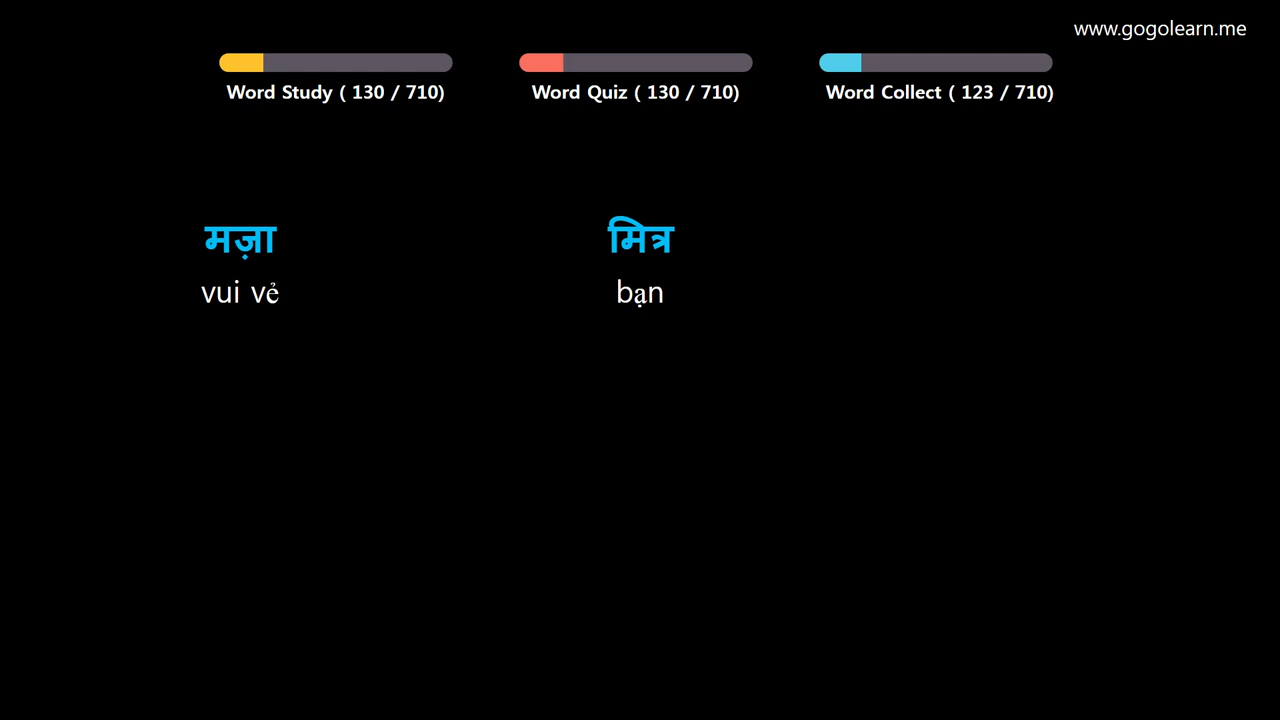 www.gogolearn.me
Word Study ( 130 / 710)
Word Quiz ( 130 / 710)
Word Collect ( 123 / 710)
मज़ा
मित्र
vui vẻ
bạn